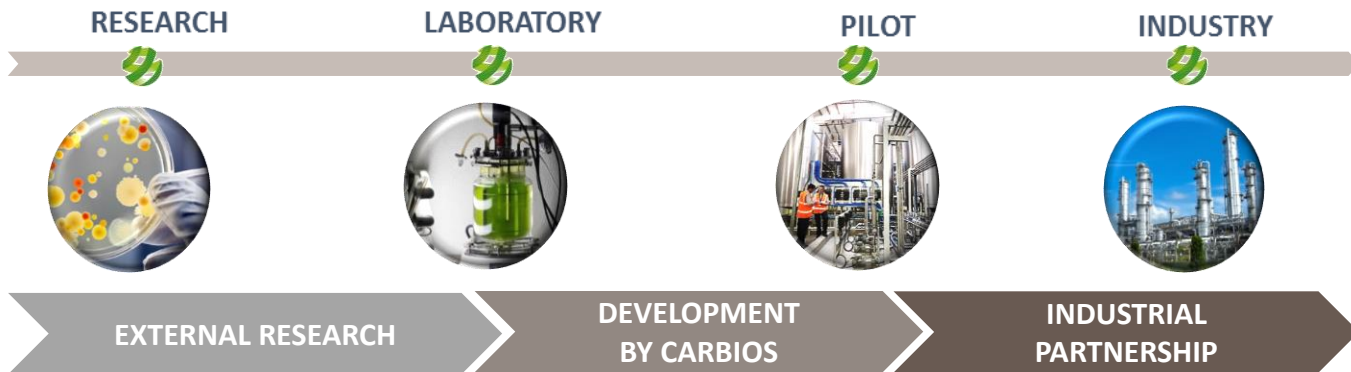 RESEARCH
LABORATORY
PILOT
INDUSTRY
EXTERNAL RESEARCH
DEVELOPMENT
BY CARBIOS
INDUSTRIAL
PARTNERSHIP